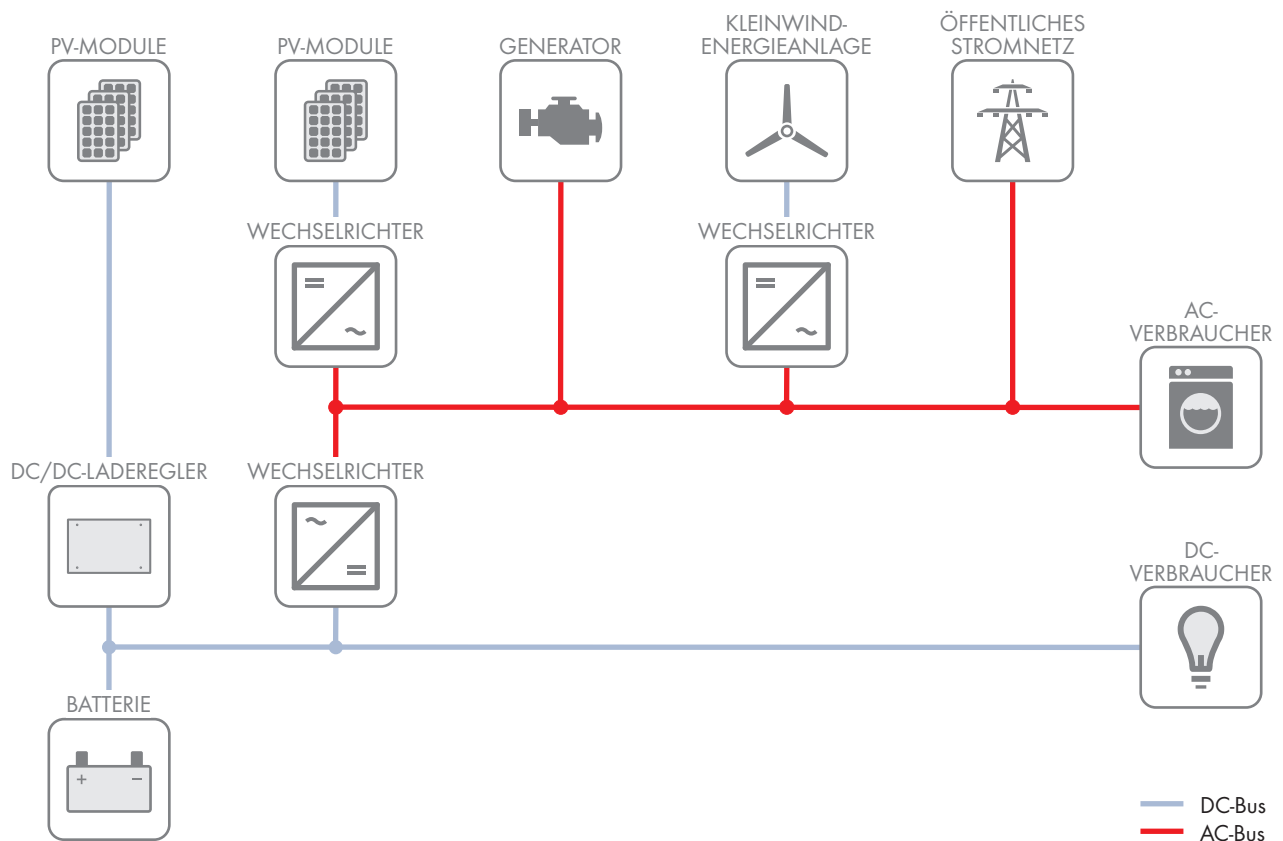 PV-MODULE
PV-MODULE
GENERATOR
KLEINWIND-
ENERGIEANLAGE
ÖFFENTLICHES
STROMNETZ
WECHSELRICHTER
WECHSELRICHTER
AC-
VERBRAUCHER
DC/DC-LADEREGLER
WECHSELRICHTER
DC-
VERBRAUCHER
BATTERIE
+ −
DC-Bus
AC-Bus